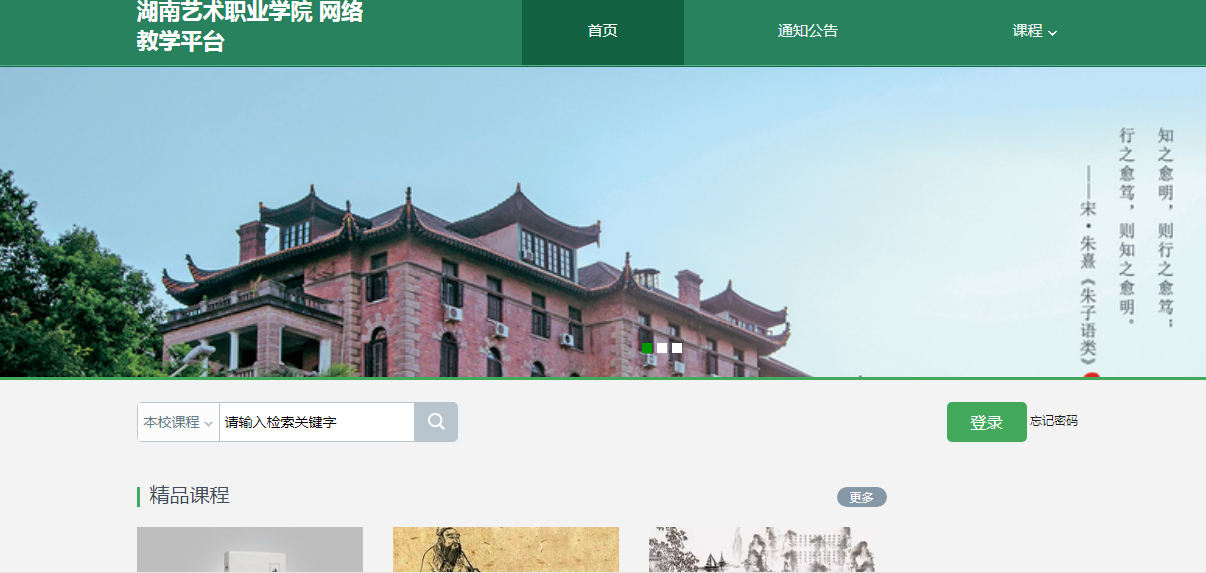 湖南艺术职业学院 网络
教学平台
首页
通知公告
课程
知之愈明，则行之愈笃；
行之愈笃，则知之愈明。
——宋·朱熹《朱子语类》
本校课程
请输入检索关键字
登录
忘记密码
精品课程
更多